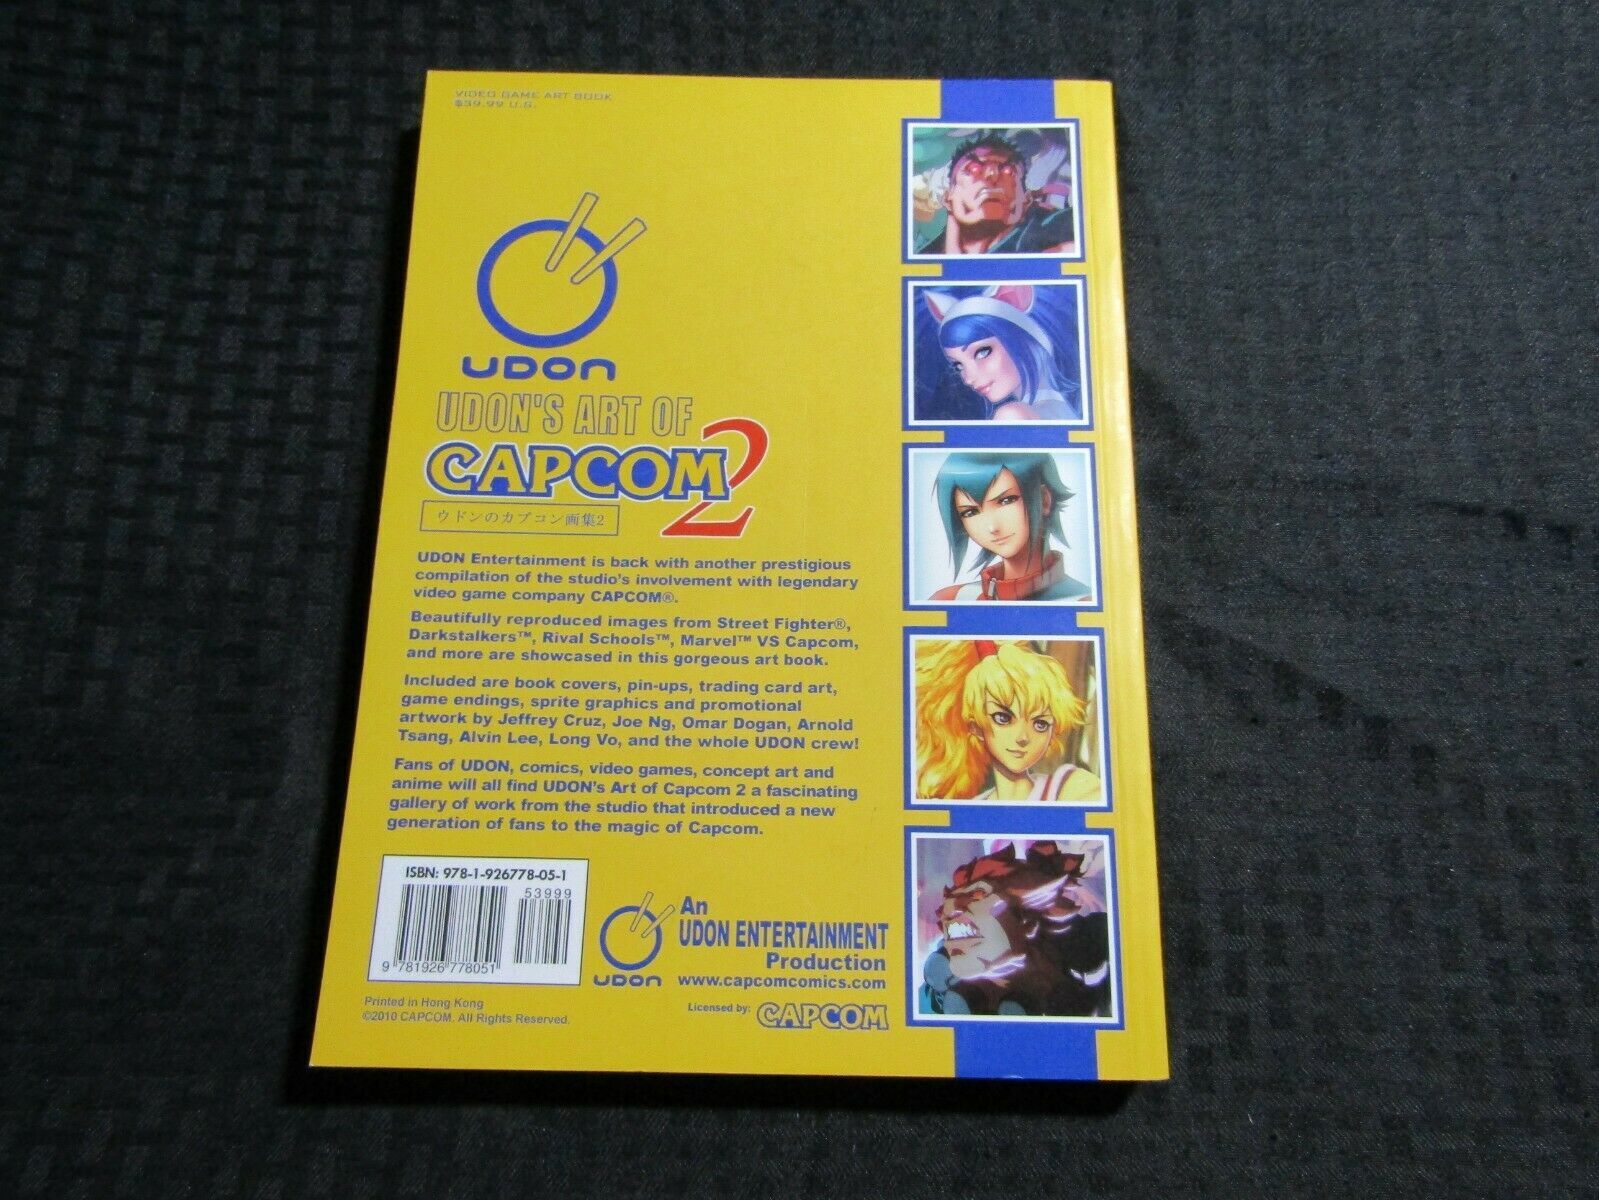 VIDEO GAME ART BOOK
$39.99 U.S.
UDON
UDON'S ART OF
CAPCOM 2
ウドンのカプコン画集2
UDON Entertainment is back with another prestigious
compilation of the studio's involvement with legendary
video game company CAPCOM®.
Beautifully reproduced images from Street Fighter®,
Darkstalkers™, Rival Schools™, Marvel™ VS Capcom,
and more are showcased in this gorgeous art book.
Included are book covers, pin-ups, trading card art,
game endings, sprite graphics and promotional
artwork by Jeffrey Cruz, Joe Ng, Omar Dogan, Arnold
Tsang, Alvin Lee, Long Vo, and the whole UDON crew!
Fans of UDON, comics, video games, concept art and
anime will all find UDON's Art of Capcom 2 a fascinating
gallery of work from the studio that introduced a new
generation of fans to the magic of Capcom.
ISBN: 978-1-926778-05-1
53999
9 781926 778051
UDON
An
UDON ENTERTAINMENT
Production
www.capcomcomics.com
Licensed by: CAPCOM
Printed in Hong Kong
©2010 CAPCOM. All Rights Reserved.